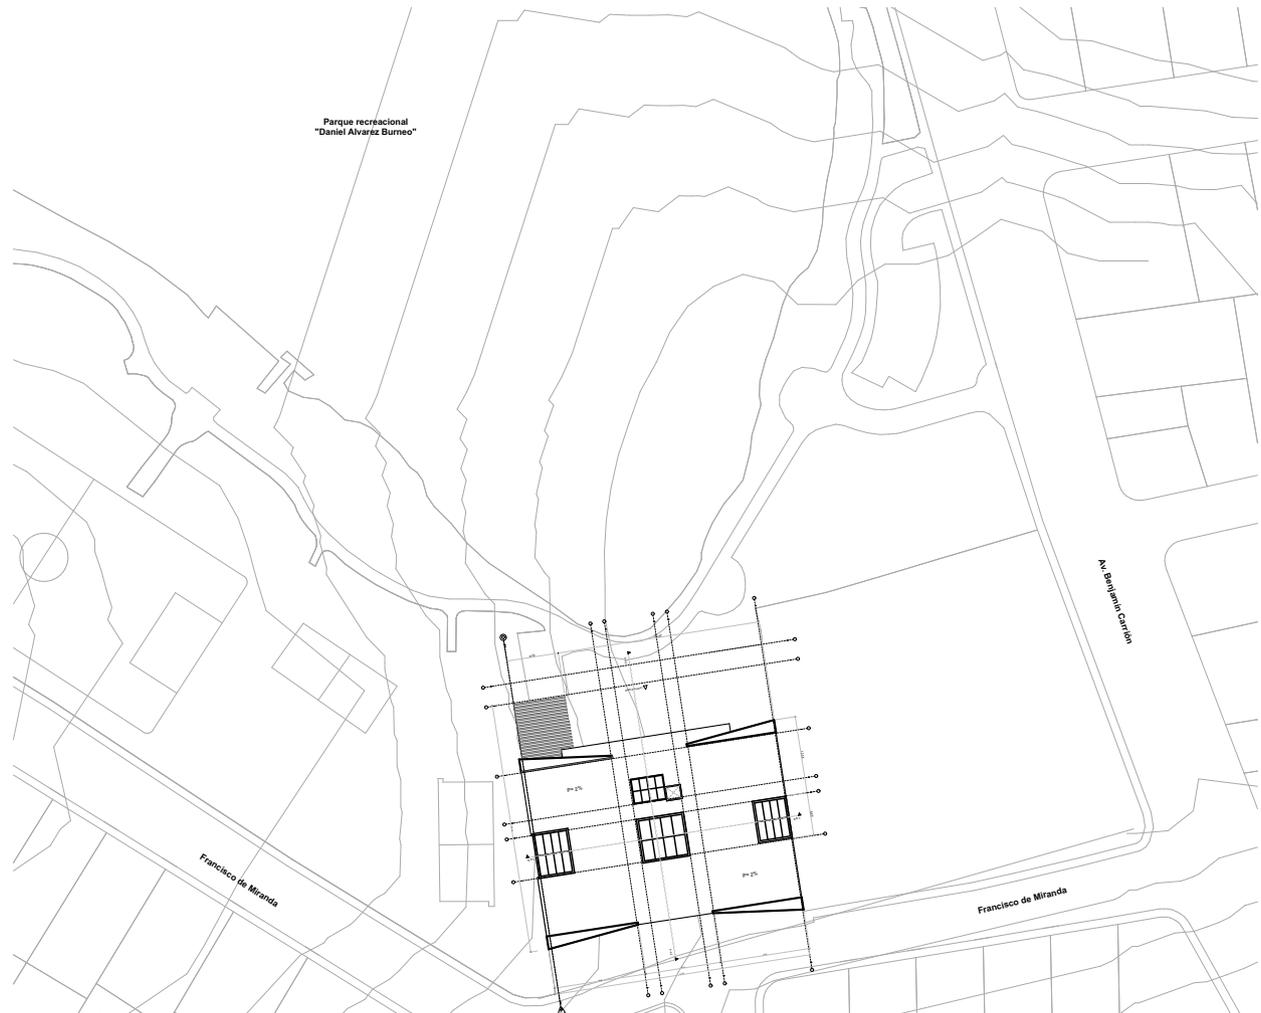 Parque recreacional
"Daniel Alvarez Burneo"
Av. Benjamín Carrión
P= 2%
P= 2%
Francisco de Miranda
Francisco de Miranda